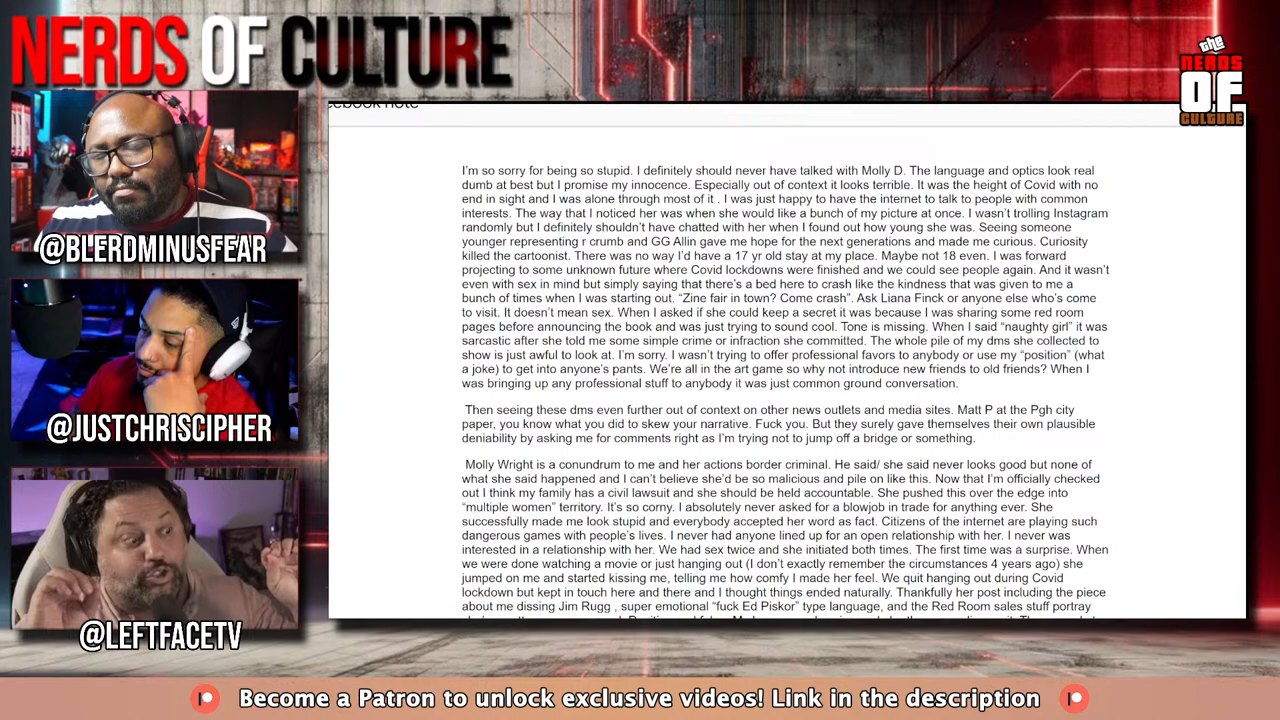 NERDS OF CULTURE
the
NERDS
O.F.
CULTURE
ebook note
@BLERDMINUSFEAR
@JUSTCHRISCIPHER
@LEFTFACETV
I'm so sorry for being so stupid. I definitely should never have talked with Molly D. The language and optics look real
dumb at best but I promise my innocence. Especially out of context it looks terrible. It was the height of Covid with no
end in sight and I was alone through most of it . I was just happy to have the internet to talk to people with common
interests. The way that I noticed her was when she would like a bunch of my picture at once. I wasn't trolling Instagram
randomly but I definitely shouldn't have chatted with her when I found out how young she was. Seeing someone
younger representing r crumb and GG Allin gave me hope for the next generations and made me curious. Curiosity
killed the cartoonist. There was no way I'd have a 17 yr old stay at my place. Maybe not 18 even. I was forward
projecting to some unknown future where Covid lockdowns were finished and we could see people again. And it wasn't
even with sex in mind but simply saying that there's a bed here to crash like the kindness that was given to me a
bunch of times when I was starting out. "Zine fair in town? Come crash". Ask Liana Finck or anyone else who's come
to visit. It doesn't mean sex. When I asked if she could keep a secret it was because I was sharing some red room
pages before announcing the book and was just trying to sound cool. Tone is missing. When I said "naughty girl" it was
sarcastic after she told me some simple crime or infraction she committed. The whole pile of my dms she collected to
show is just awful to look at. I'm sorry. I wasn't trying to offer professional favors to anybody or use my "position" (what
a joke) to get into anyone's pants. We're all in the art game so why not introduce new friends to old friends? When I
was bringing up any professional stuff to anybody it was just common ground conversation.
Then seeing these dms even further out of context on other news outlets and media sites. Matt P at the Pgh city
paper, you know what you did to skew your narrative. Fuck you. But they surely gave themselves their own plausible
deniability by asking me for comments right as I'm trying not to jump off a bridge or something.
Molly Wright is a conundrum to me and her actions border criminal. He said/ she said never looks good but none of
what she said happened and I can't believe she'd be so malicious and pile on like this. Now that I'm officially checked
out I think my family has a civil lawsuit and she should be held accountable. She pushed this over the edge into
"multiple women" territory. It's so corny. I absolutely never asked for a blowjob in trade for anything ever. She
successfully made me look stupid and everybody accepted her word as fact. Citizens of the internet are playing such
dangerous games with people's lives. I never had anyone lined up for an open relationship with her. I never was
interested in a relationship with her. We had sex twice and she initiated both times. The first time was a surprise. When
we were done watching a movie or just hanging out (I don't exactly remember the circumstances 4 years ago) she
jumped on me and started kissing me, telling me how comfy I made her feel. We quit hanging out during Covid
lockdown but kept in touch here and there and I thought things ended naturally. Thankfully her post including the piece
about me dissing Jim Rugg , super emotional "fuck Ed Piskor" type language, and the Red Room sales stuff portray
Become a Patron to unlock exclusive videos! Link in the description